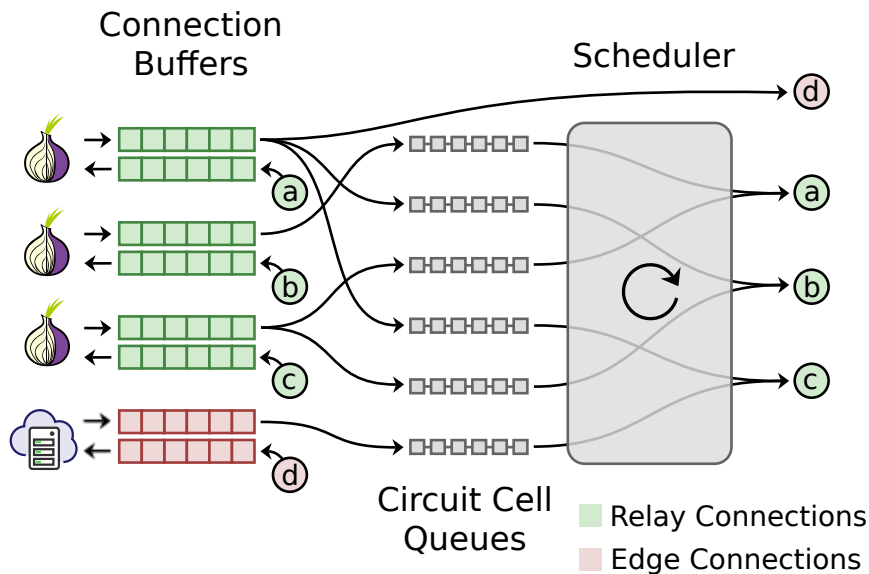 Connection
Buffers
Scheduler
d
a
a
b
b
c
c
d
Circuit Cell
Queues
Relay Connections
Edge Connections